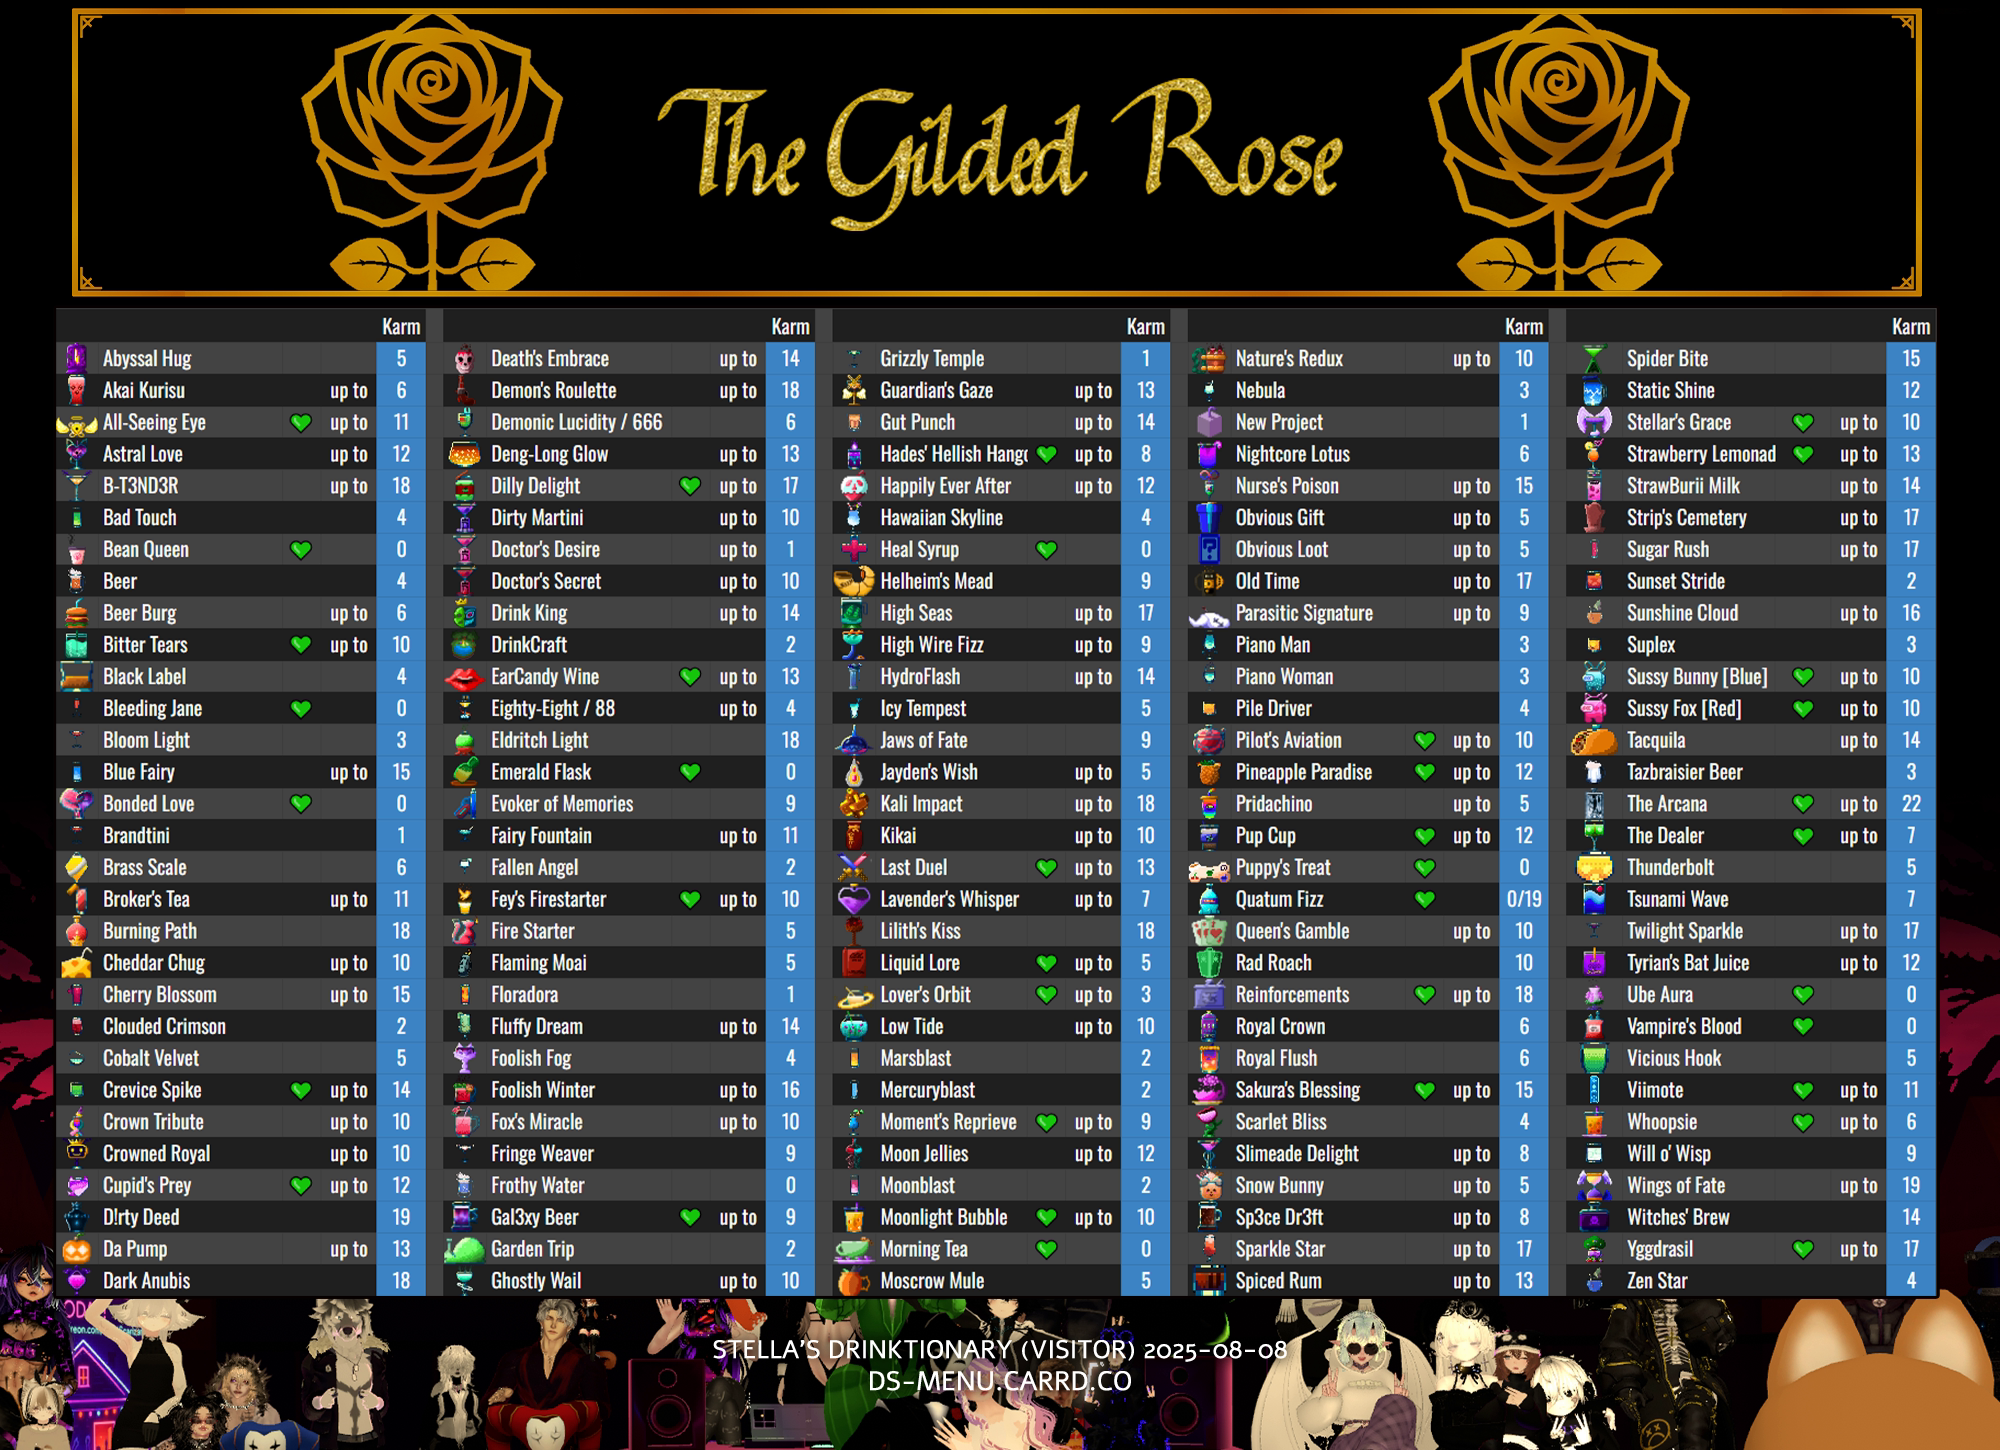 The Gilded Rose
Karm
Abyssal Hug 5
Akai Kurisu up to 6
All-Seeing Eye up to 11
Astral Love up to 12
B-T3ND3R up to 18
Bad Touch 4
Bean Queen 0
Beer 4
Beer Burg up to 6
Bitter Tears up to 10
Black Label 4
Bleeding Jane 0
Bloom Light 3
Blue Fairy up to 15
Bonded Love 0
Brandtini 1
Brass Scale 6
Broker's Tea up to 11
Burning Path 18
Cheddar Chug up to 10
Cherry Blossom up to 15
Clouded Crimson 2
Cobalt Velvet 5
Crevice Spike up to 14
Crown Tribute up to 10
Crowned Royal up to 10
Cupid's Prey up to 12
D!rty Deed 19
Da Pump up to 13
Dark Anubis 18
Karm
Death's Embrace up to 14
Demon's Roulette up to 18
Demonic Lucidity / 666 6
Deng-Long Glow up to 13
Dilly Delight up to 17
Dirty Martini up to 10
Doctor's Desire up to 1
Doctor's Secret up to 10
Drink King up to 14
DrinkCraft 2
EarCandy Wine up to 13
Eighty-Eight / 88 up to 4
Eldritch Light 18
Emerald Flask 0
Evoker of Memories 9
Fairy Fountain up to 11
Fallen Angel 2
Fey's Firestarter up to 10
Fire Starter 5
Flaming Moai 5
Floradora 1
Fluffy Dream up to 14
Foolish Fog 4
Foolish Winter up to 16
Fox's Miracle up to 10
Fringe Weaver 9
Frothy Water 0
Gal3xy Beer up to 9
Garden Trip 2
Ghostly Wail up to 10
Karm
Grizzly Temple 1
Guardian's Gaze up to 13
Gut Punch up to 14
Hades' Hellish Hang up to 8
Happily Ever After up to 12
Hawaiian Skyline 4
Heal Syrup 0
Helheim's Mead 9
High Seas up to 17
High Wire Fizz up to 9
HydroFlash up to 14
Icy Tempest 5
Jaws of Fate 9
Jayden's Wish up to 5
Kali Impact up to 18
Kikai up to 10
Last Duel up to 13
Lavender's Whisper up to 7
Lilith's Kiss 18
Liquid Lore up to 5
Lover's Orbit up to 3
Low Tide up to 10
Marsblast 2
Mercuryblast 2
Moment's Reprieve up to 9
Moon Jellies up to 12
Moonblast 2
Moonlight Bubble up to 10
Morning Tea 0
Moscrow Mule 5
Karm
Nature's Redux up to 10
Nebula 3
New Project 1
Nightcore Lotus 6
Nurse's Poison up to 15
Obvious Gift up to 5
Obvious Loot up to 5
Old Time up to 17
Parasitic Signature up to 9
Piano Man 3
Piano Woman 3
Pile Driver 4
Pilot's Aviation up to 10
Pineapple Paradise up to 12
Pridachino up to 5
Pup Cup up to 12
Puppy's Treat 0
Quatum Fizz 0/19
Queen's Gamble up to 10
Rad Roach 10
Reinforcements up to 18
Royal Crown 6
Royal Flush 6
Sakura's Blessing up to 15
Scarlet Bliss 4
Slimeade Delight up to 8
Snow Bunny up to 5
Sp3ce Dr3ft up to 8
Sparkle Star up to 17
Spiced Rum up to 13
Karm
Spider Bite 15
Static Shine 12
Stellar's Grace up to 10
Strawberry Lemonad up to 13
StrawBurii Milk up to 14
Strip's Cemetery up to 17
Sugar Rush up to 17
Sunset Stride 2
Sunshine Cloud up to 16
Suplex 3
Sussy Bunny [Blue] up to 10
Sussy Fox [Red] up to 10
Tacquila up to 14
Tazbraisier Beer 3
The Arcana up to 22
The Dealer up to 7
Thunderbolt 5
Tsunami Wave 7
Twilight Sparkle up to 17
Tyrian's Bat Juice up to 12
Ube Aura 0
Vampire's Blood 0
Vicious Hook 5
Viimote up to 11
Whoopsie up to 6
Will o' Wisp 9
Wings of Fate up to 19
Witches' Brew 14
Yggdrasil up to 17
Zen Star 4
STELLA'S DRINKTIONARY (VISITOR) 2025-08-08
DS-MENU.CARRD.CO